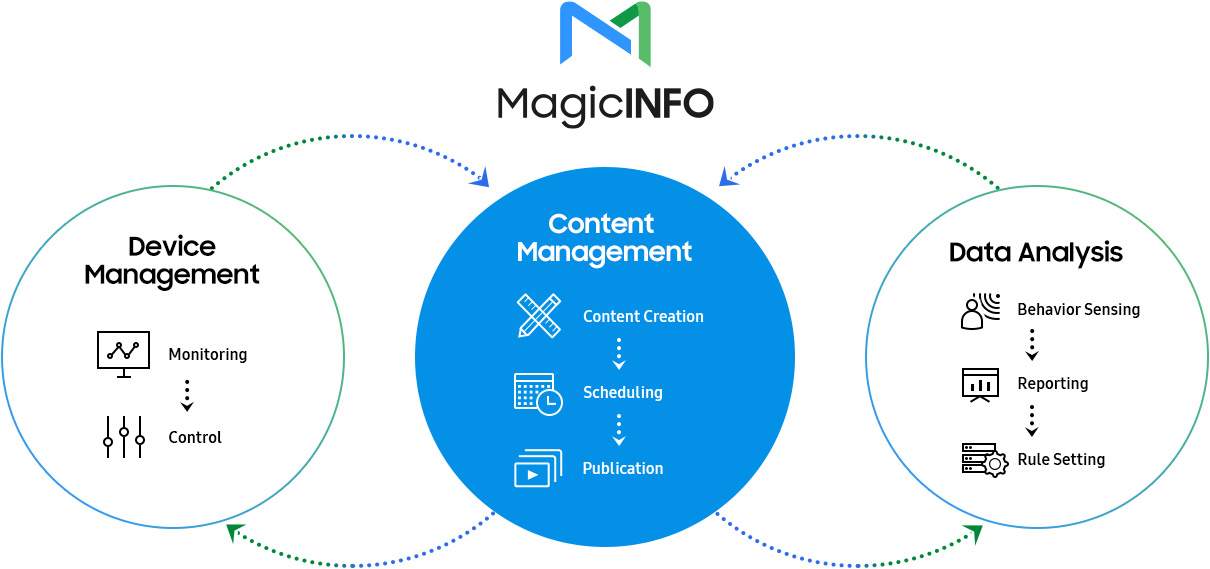 MagicINFO
Device
Management
Monitoring
Control
Content
Management
Content Creation
Scheduling
Publication
Data Analysis
Behavior Sensing
Reporting
Rule Setting